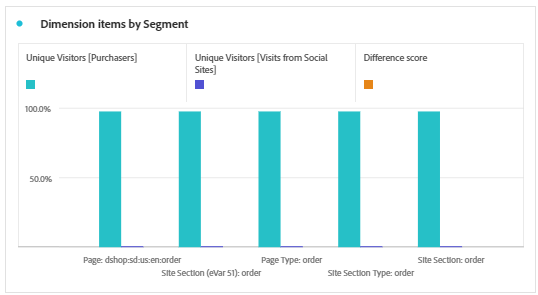 Dimension items by Segment
Unique Visitors [Purchasers]
Unique Visitors [Visits from Social
Sites]
Difference score
100.0%
50.0%
Page: dshop:sd:us:en:order
Page Type: order
Site Section: order
Site Section (eVar 51): order
Site Section Type: order